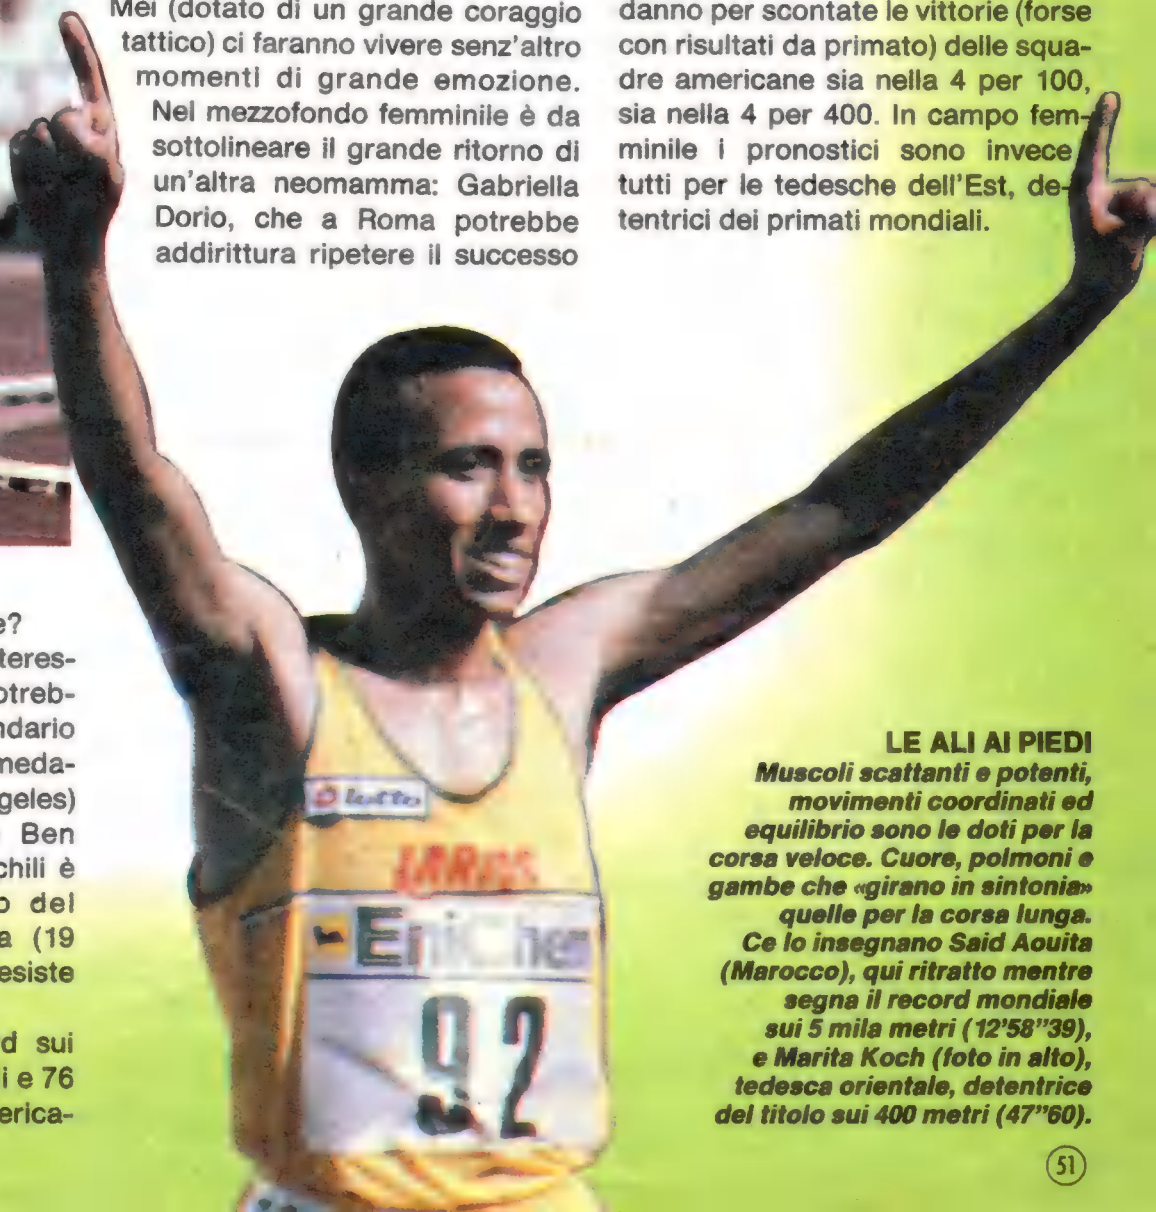 Mei (dotato di un grande coraggio
tattico) ci faranno vivere senz'altro
momenti di grande emozione.
Nel mezzofondo femminile è da
sottolineare il grande ritorno di
un'altra neomamma: Gabriella
Dorio, che a Roma potrebbe
addirittura ripetere il successo
danno per scontate le vittorie (forse
con risultati da primato) delle squa-
dre americane sia nella 4 per 100,
sia nella 4 per 400. In campo fem-
minile i pronostici sono invece
tutti per le tedesche dell'Est, de-
tentrici dei primati mondiali.
e?
teres-
otreb-
ndario
meda-
geles)
Ben
chili è
o del
a (19
esiste
d sui
i e 76
erica-
lotto
EniChem
92
LE ALI AI PIEDI
Muscoli scattanti e potenti,
movimenti coordinati ed
equilibrio sono le doti per la
corsa veloce. Cuore, polmoni e
gambe che «girano in sintonia»
quelle per la corsa lunga.
Ce lo insegnano Said Aouita
(Marocco), qui ritratto mentre
segna il record mondiale
sui 5 mila metri (12'58"39),
e Marita Koch (foto in alto),
tedesca orientale, detentrice
del titolo sui 400 metri (47"60).
51